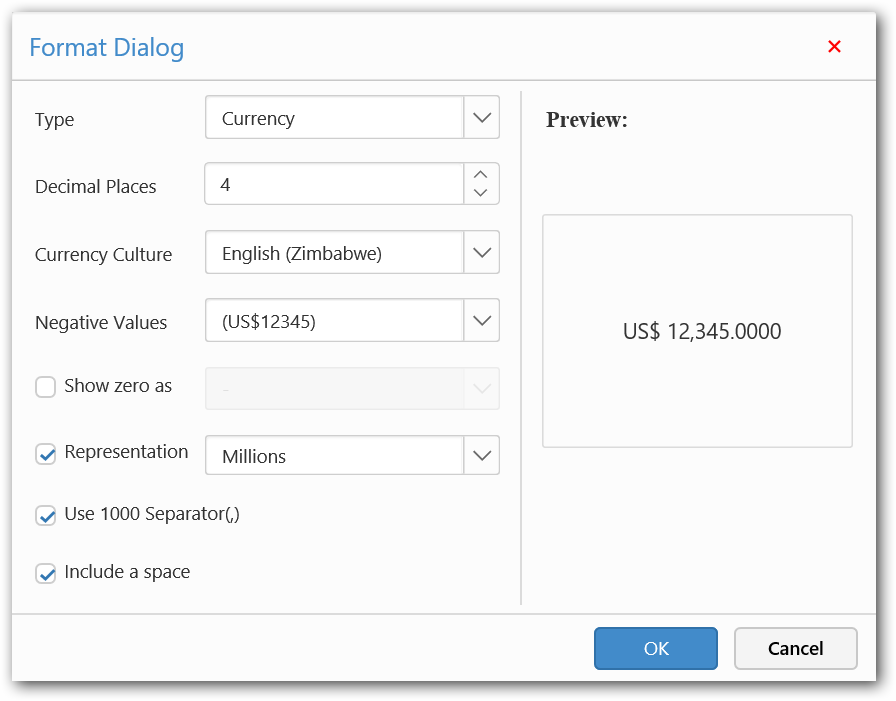 Format Dialog
Type
Currency
Decimal Places
4
Currency Culture
English (Zimbabwe)
Negative Values
(US$12345)
Show zero as
-
Representation
Millions
Use 1000 Separator(,)
Include a space
Preview:
US$ 12,345.0000
OK
Cancel